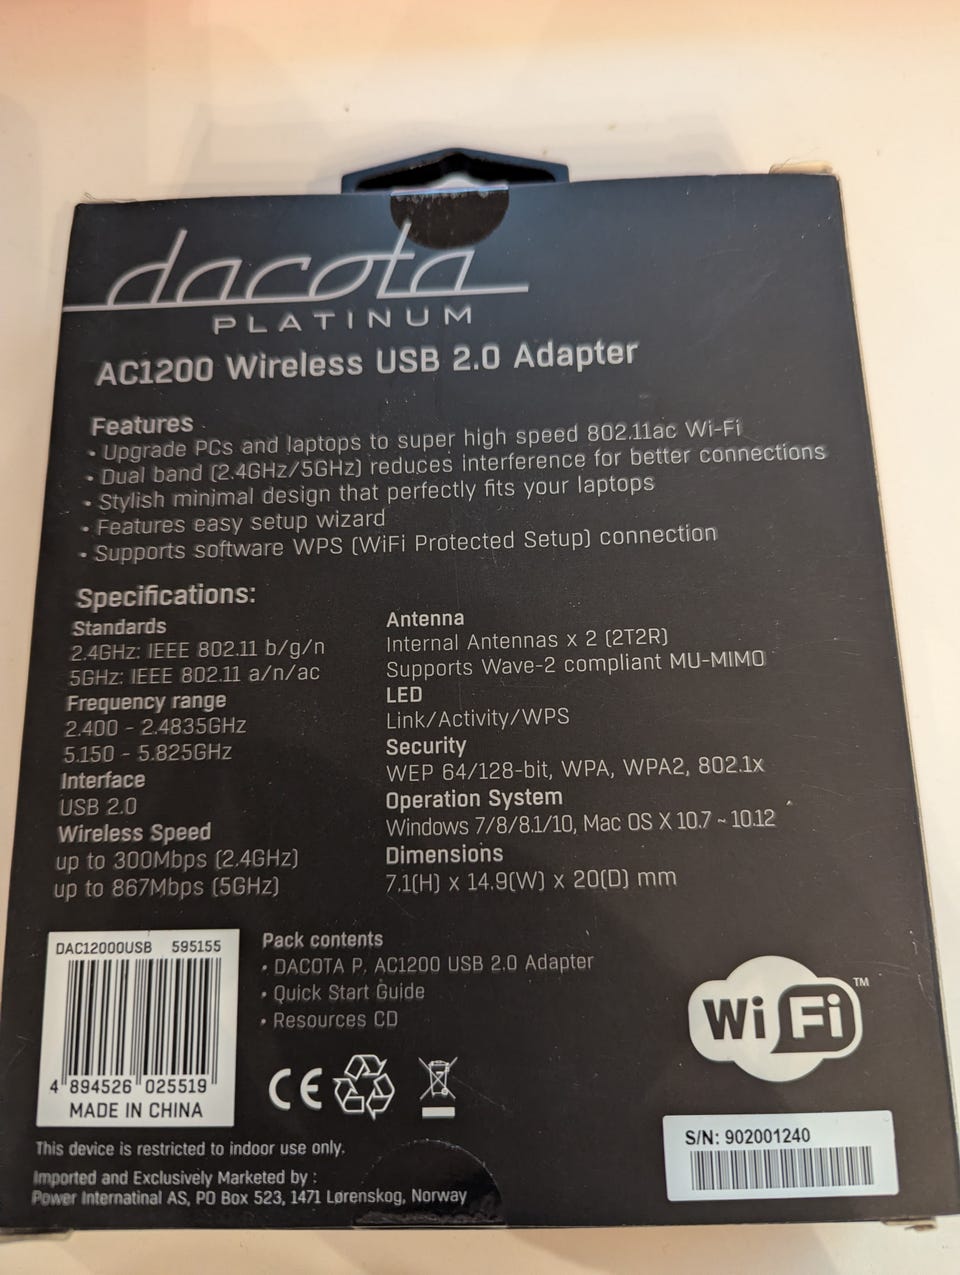 dacota
PLATINUM
AC1200 Wireless USB 2.0 Adapter
Features
• Upgrade PCs and laptops to super high speed 802.11ac Wi-Fi
• Dual band (2.4GHz/5GHz) reduces interference for better connections
• Stylish minimal design that perfectly fits your laptops
• Features easy setup wizard
• Supports software WPS (WiFi Protected Setup) connection
Specifications:
Standards
2.4GHz: IEEE 802.11 b/g/n
5GHz: IEEE 802.11 a/n/ac
Frequency range
2.400 - 2.4835GHz
5.150 - 5.825GHz
Interface
USB 2.0
Wireless Speed
up to 300Mbps (2.4GHz)
up to 867Mbps (5GHz)
Antenna
Internal Antennas x 2 (2T2R)
Supports Wave-2 compliant MU-MIMO
LED
Link/Activity/WPS
Security
WEP 64/128-bit, WPA, WPA2, 802.1x
Operation System
Windows 7/8/8.1/10, Mac OS X 10.7 ~ 10.12
Dimensions
7.1(H) x 14.9(W) x 20(D) mm
DAC12000USB 595155
4 894526 025519
MADE IN CHINA
Pack contents
• DACOTA P, AC1200 USB 2.0 Adapter
• Quick Start Guide
• Resources CD
CE
Wi Fi TM
This device is restricted to indoor use only.
Imported and Exclusively Marketed by :
Power Internatinal AS, PO Box 523, 1471 Lørenskog, Norway
S/N: 902001240